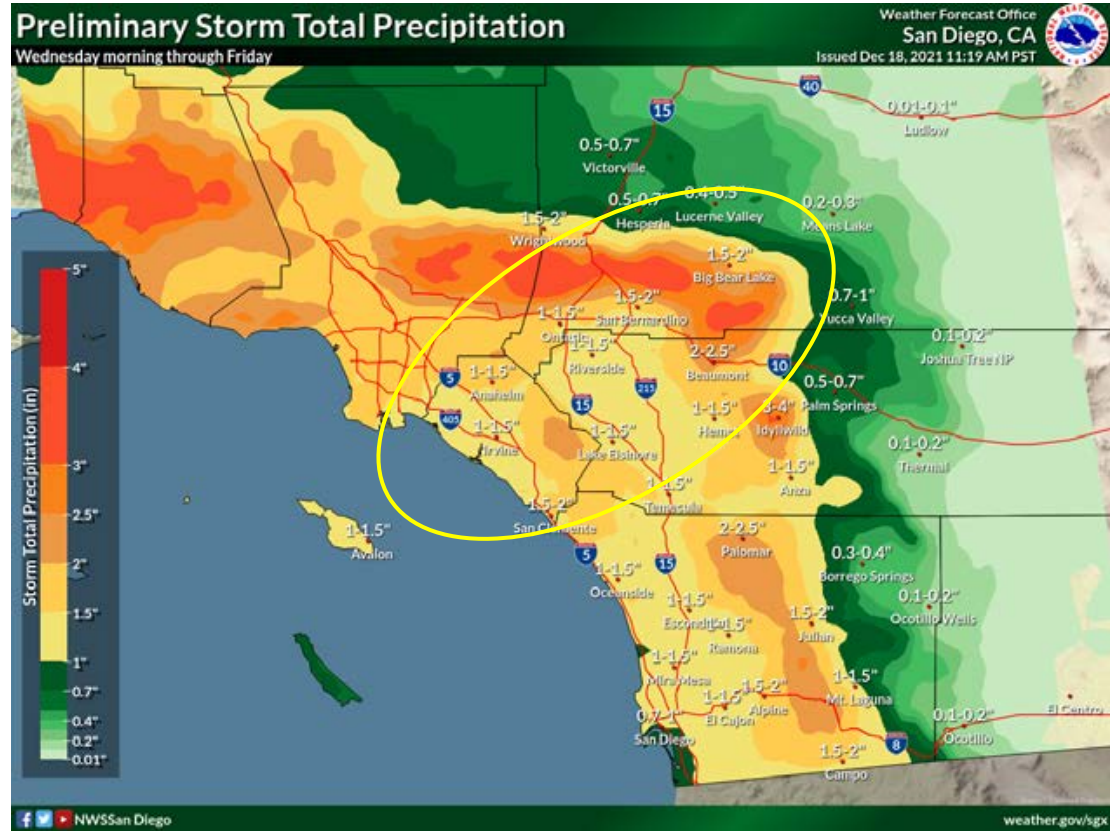 Preliminary Storm Total Precipitation
Wednesday morning through Friday
Weather Forecast Office
San Diego, CA
Issued Dec 18, 2021 11:19 AM PST
NATIONAL WEATHER SERVICE
40
0.01-0.1"
Ludlow
15
0.5-0.7"
Victorville
0.5-0.7"
Hesperia
0.4-0.5"
Lucerne Valley
0.2-0.3"
Means Lake
1.5-2"
Wrightwood
1.5-2"
Big Bear Lake
0.7-1"
Yucca Valley
1.5-2"
San Bernardino
1-1.5"
Ontario
1-1.5"
Riverside
2-2.5"
Beaumont
10
0.1-0.2"
Joshua Tree NP
5
1-1.5"
Anaheim
215
0.5-0.7"
Palm Springs
405
15
1-1.5"
Irvine
1-1.5"
Lake Elsinore
1-1.5"
Hemet
3-4"
Idyllwild
0.1-0.2"
Thermal
1-1.5"
Anza
1-1.5"
Temecula
1.5-2"
San Clemente
1-1.5"
Avalon
5
15
2-2.5"
Palomar
0.3-0.4"
Borrego Springs
1-1.5"
Oceanside
1-1.5"
Escondido
0.1-0.2"
Ocotillo Wells
1-1.5"
Ramona
1.5-2"
Julian
1-1.5"
Mira Mesa
1-1.5"
Mt. Laguna
1-1.5"
El Cajon
1.5-2"
Alpine
0.7-1"
San Diego
8
0.1-0.2"
Ocotillo
El Centro
1.5-2"
Campo
Storm Total Precipitation (in)
5"
4"
3"
2.5"
2"
1.5"
1"
0.7"
0.4"
0.2"
0.01"
NWSSan Diego
weather.gov/sgx